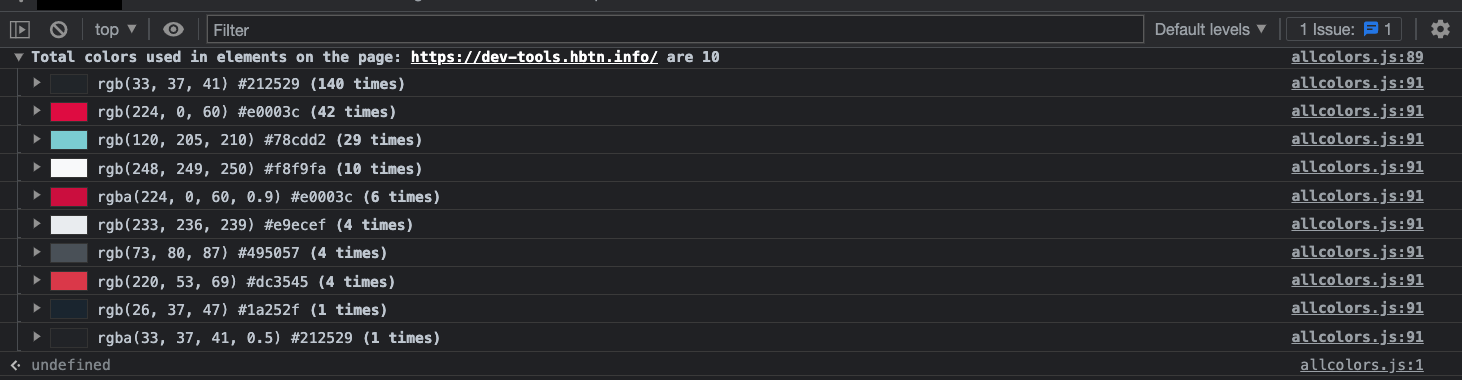 top Filter Default levels 1 Issue: 1
Total colors used in elements on the page: https://dev-tools.hbtn.info/ are 10 allcolors.js:89
rgb(33, 37, 41) #212529 (140 times) allcolors.js:91
rgb(224, 0, 60) #e0003c (42 times) allcolors.js:91
rgb(120, 205, 210) #78cdd2 (29 times) allcolors.js:91
rgb(248, 249, 250) #f8f9fa (10 times) allcolors.js:91
rgba(224, 0, 60, 0.9) #e0003c (6 times) allcolors.js:91
rgb(233, 236, 239) #e9ecef (4 times) allcolors.js:91
rgb(73, 80, 87) #495057 (4 times) allcolors.js:91
rgb(220, 53, 69) #dc3545 (4 times) allcolors.js:91
rgb(26, 37, 47) #1a252f (1 times) allcolors.js:91
rgba(33, 37, 41, 0.5) #212529 (1 times) allcolors.js:91
undefined allcolors.js:1